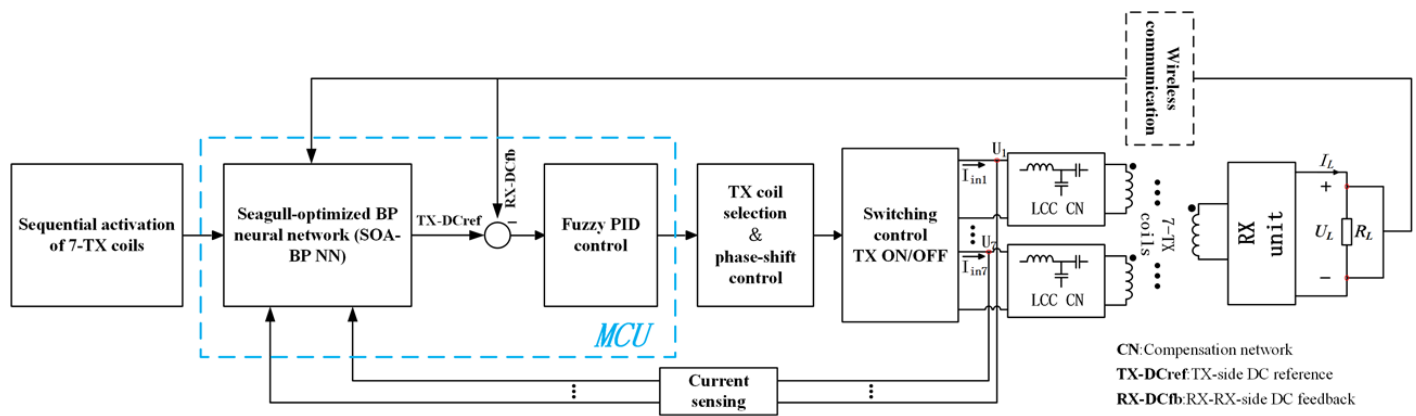 Wireless
communication
Sequential activation
of 7-TX coils
Seagull-optimized BP
neural network (SOA-
BP NN)
TX-DCref
RX-DCfb
Fuzzy PID
control
MCU
TX coil
selection
&
phase-shift
control
Switching
control
TX ON/OFF
U1
Iin1
LCC CN
U7
Iin7
LCC CN
7-TX
coils
RX
unit
IL
+
UL
RL
−
Current
sensing
CN:Compensation network
TX-DCref:TX-side DC reference
RX-DCfb:RX-RX-side DC feedback